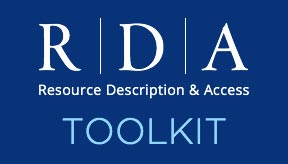 R | D | A
Resource Description & Access
TOOLKIT